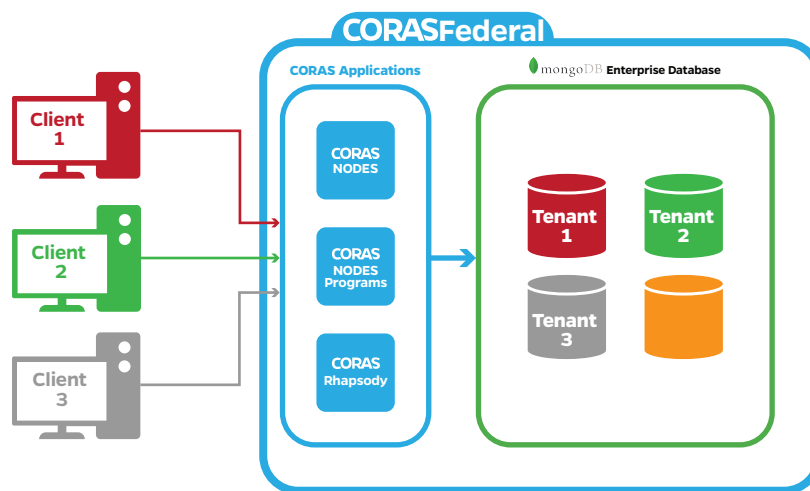 CORASFederal
CORAS Applications
mongoDB Enterprise Database
Client
1
Client
2
Client
3
CORAS
NODES
CORAS
NODES
Programs
CORAS
Rhapsody
Tenant
1
Tenant
2
Tenant
3